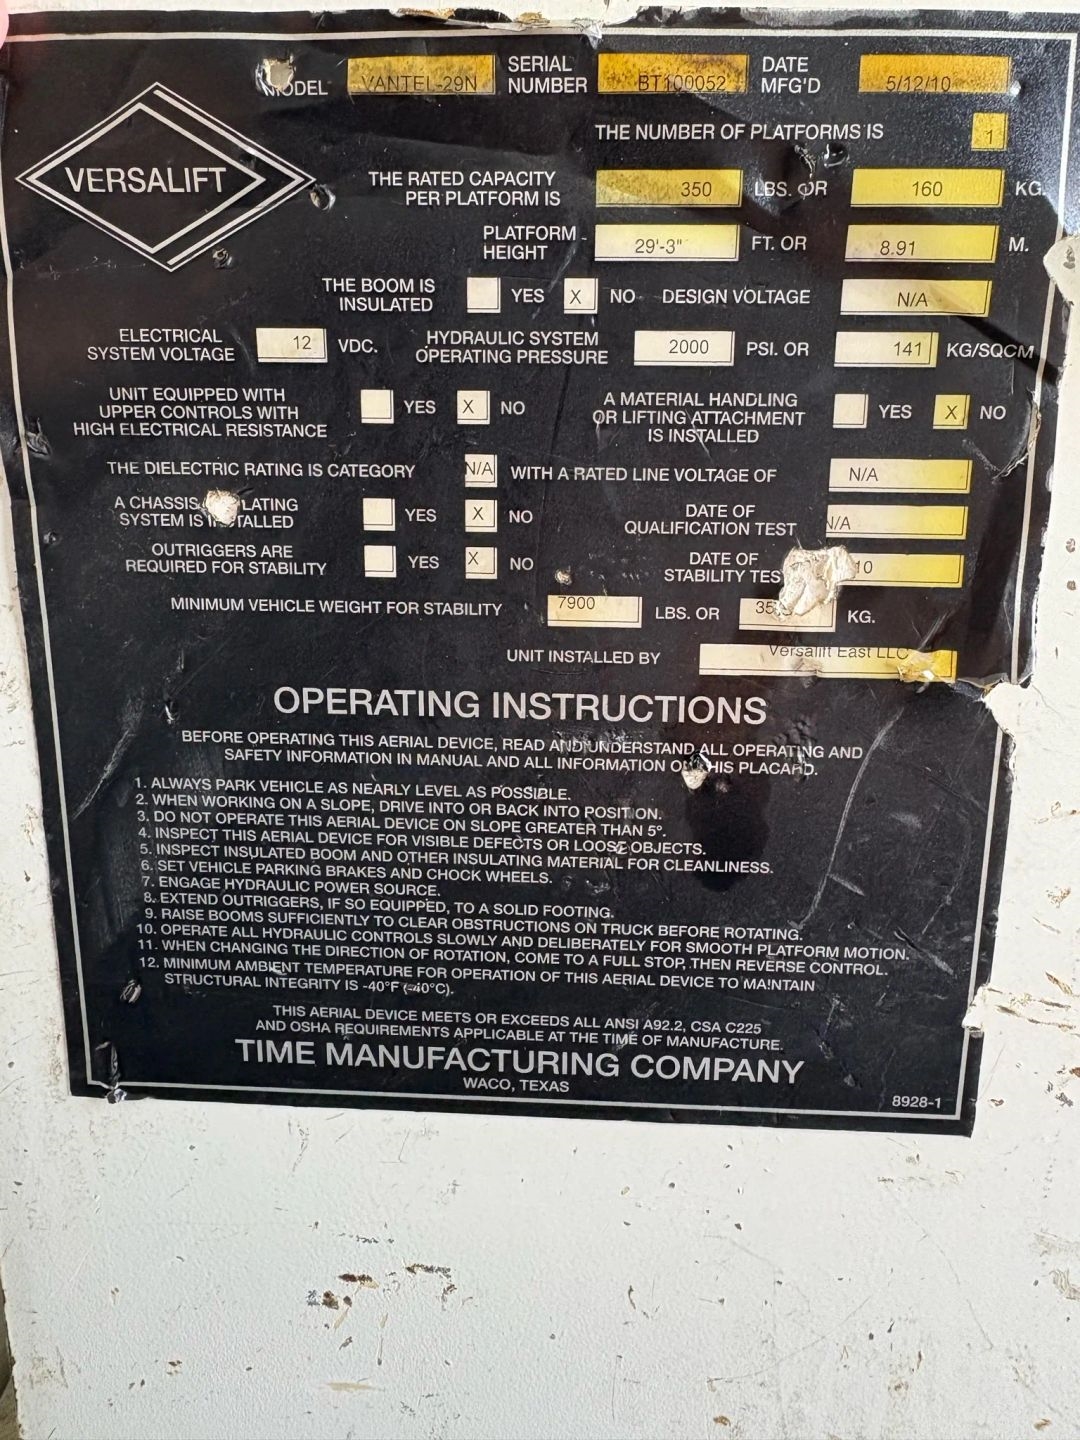 MODEL VANTEL-29N SERIAL NUMBER BT100052 DATE MFG'D 5/12/10
THE NUMBER OF PLATFORMS IS 1
VERSALIFT
THE RATED CAPACITY PER PLATFORM IS 350 LBS. OR 160 KG.
PLATFORM HEIGHT 29'-3" FT. OR 8.91 M.
THE BOOM IS INSULATED YES X NO DESIGN VOLTAGE N/A
ELECTRICAL SYSTEM VOLTAGE 12 VDC. HYDRAULIC SYSTEM OPERATING PRESSURE 2000 PSI. OR 141 KG/SQCM
UNIT EQUIPPED WITH UPPER CONTROLS WITH HIGH ELECTRICAL RESISTANCE YES X NO A MATERIAL HANDLING OR LIFTING ATTACHMENT IS INSTALLED YES X NO
THE DIELECTRIC RATING IS CATEGORY N/A WITH A RATED LINE VOLTAGE OF N/A
A CHASSIS LATING SYSTEM IS INSTALLED YES X NO DATE OF QUALIFICATION TEST N/A
OUTRIGGERS ARE REQUIRED FOR STABILITY YES X NO DATE OF STABILITY TEST 10
MINIMUM VEHICLE WEIGHT FOR STABILITY 7900 LBS. OR KG.
UNIT INSTALLED BY Versalift East LLC
OPERATING INSTRUCTIONS
BEFORE OPERATING THIS AERIAL DEVICE, READ AND UNDERSTAND ALL OPERATING AND
SAFETY INFORMATION IN MANUAL AND ALL INFORMATION ON THIS PLACARD.
1. ALWAYS PARK VEHICLE AS NEARLY LEVEL AS POSSIBLE.
2. WHEN WORKING ON A SLOPE, DRIVE INTO OR BACK INTO POSITION.
3. DO NOT OPERATE THIS AERIAL DEVICE ON SLOPE GREATER THAN 5°.
4. INSPECT THIS AERIAL DEVICE FOR VISIBLE DEFECTS OR LOOSE OBJECTS.
5. INSPECT INSULATED BOOM AND OTHER INSULATING MATERIAL FOR CLEANLINESS.
6. SET VEHICLE PARKING BRAKES AND CHOCK WHEELS.
7. ENGAGE HYDRAULIC POWER SOURCE.
8. EXTEND OUTRIGGERS, IF SO EQUIPPED, TO A SOLID FOOTING.
9. RAISE BOOMS SUFFICIENTLY TO CLEAR OBSTRUCTIONS ON TRUCK BEFORE ROTATING.
10. OPERATE ALL HYDRAULIC CONTROLS SLOWLY AND DELIBERATELY FOR SMOOTH PLATFORM MOTION.
11. WHEN CHANGING THE DIRECTION OF ROTATION, COME TO A FULL STOP, THEN REVERSE CONTROL.
12. MINIMUM AMBIENT TEMPERATURE FOR OPERATION OF THIS AERIAL DEVICE TO MAINTAIN
STRUCTURAL INTEGRITY IS -40°F (-40°C).
THIS AERIAL DEVICE MEETS OR EXCEEDS ALL ANSI A92.2, CSA C225
AND OSHA REQUIREMENTS APPLICABLE AT THE TIME OF MANUFACTURE.
TIME MANUFACTURING COMPANY
WACO, TEXAS
8928-1